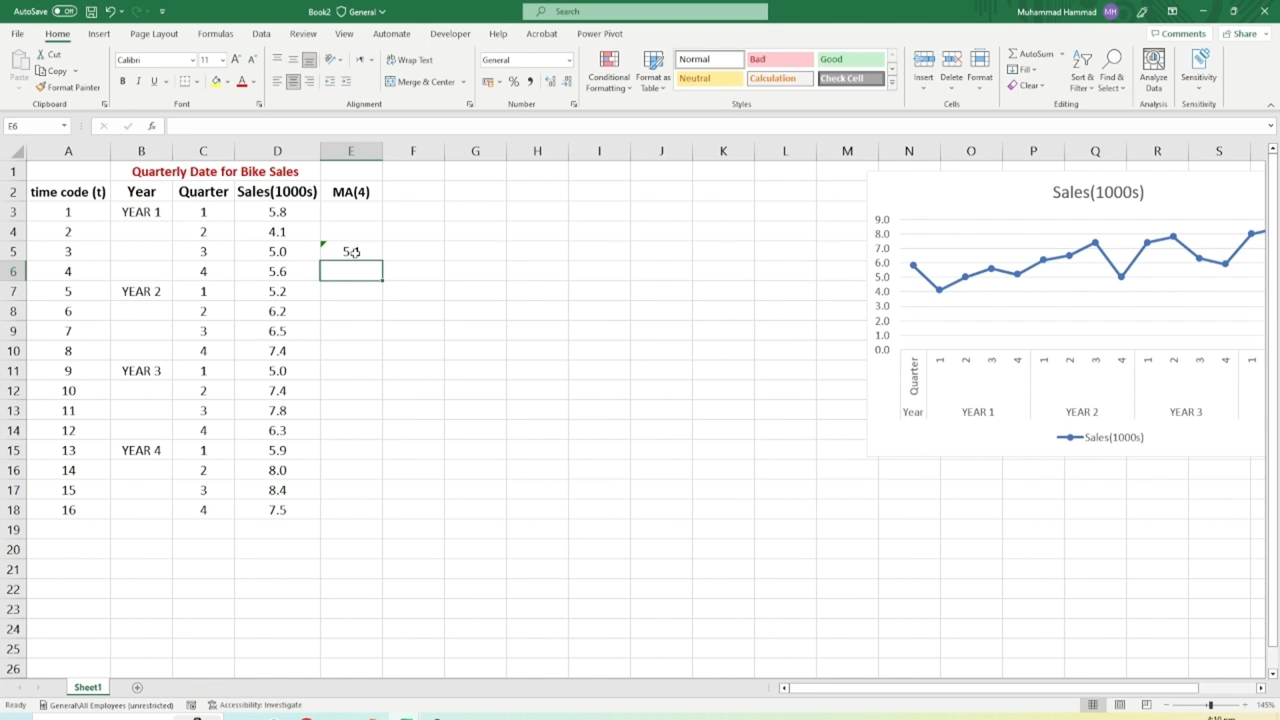 AutoSave Off Book2 General Search Muhammad Hammad MH
File Home Insert Page Layout Formulas Data Review View Automate Developer Help Acrobat Power Pivot Comments Share
Paste Cut Copy Format Painter Calibri 11 Wrap Text Merge & Center General Conditional Formatting Format as Table Normal Bad Good Neutral Calculation Check Cell Insert Delete Format AutoSum Fill Clear Sort & Filter Find & Select Analyze Data Sensitivity
Clipboard Font Alignment Number Styles Cells Editing Analysis Sensitivity
E6 fx
A B C D E F G H I J K L M N O P Q R S
1 Quarterly Date for Bike Sales
2 time code (t) Year Quarter Sales(1000s) MA(4)
3 1 YEAR 1 1 5.8
4 2 2 4.1
5 3 3 5.0
6 4 4 5.6
7 5 YEAR 2 1 5.2
8 6 2 6.2
9 7 3 6.5
10 8 4 7.4
11 9 YEAR 3 1 5.0
12 10 2 7.4
13 11 3 7.8
14 12 4 6.3
15 13 YEAR 4 1 5.9
16 14 2 8.0
17 15 3 8.4
18 16 4 7.5
19
20
21
22
23
24
25
26
Sales(1000s)
9.0
8.0
7.0
6.0
5.0
4.0
3.0
2.0
1.0
0.0
Quarter 1 2 3 4 1 2 3 4 1 2 3 4 1
Year YEAR 1 YEAR 2 YEAR 3
Sales(1000s)
Sheet1
Ready General\All Employees (unrestricted) Accessibility: Investigate 145%